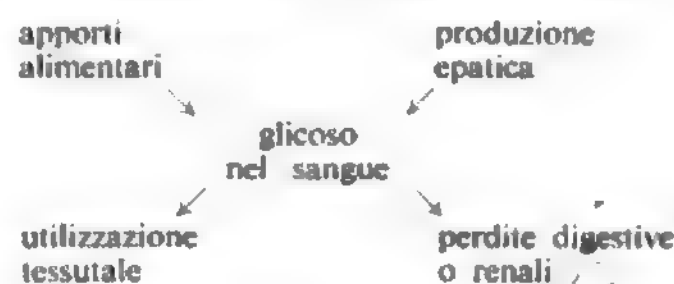 apporti
alimentari
produzione
epatica
glicoso
nel sangue
utilizzazione
tessutale
perdite digestive
o renali